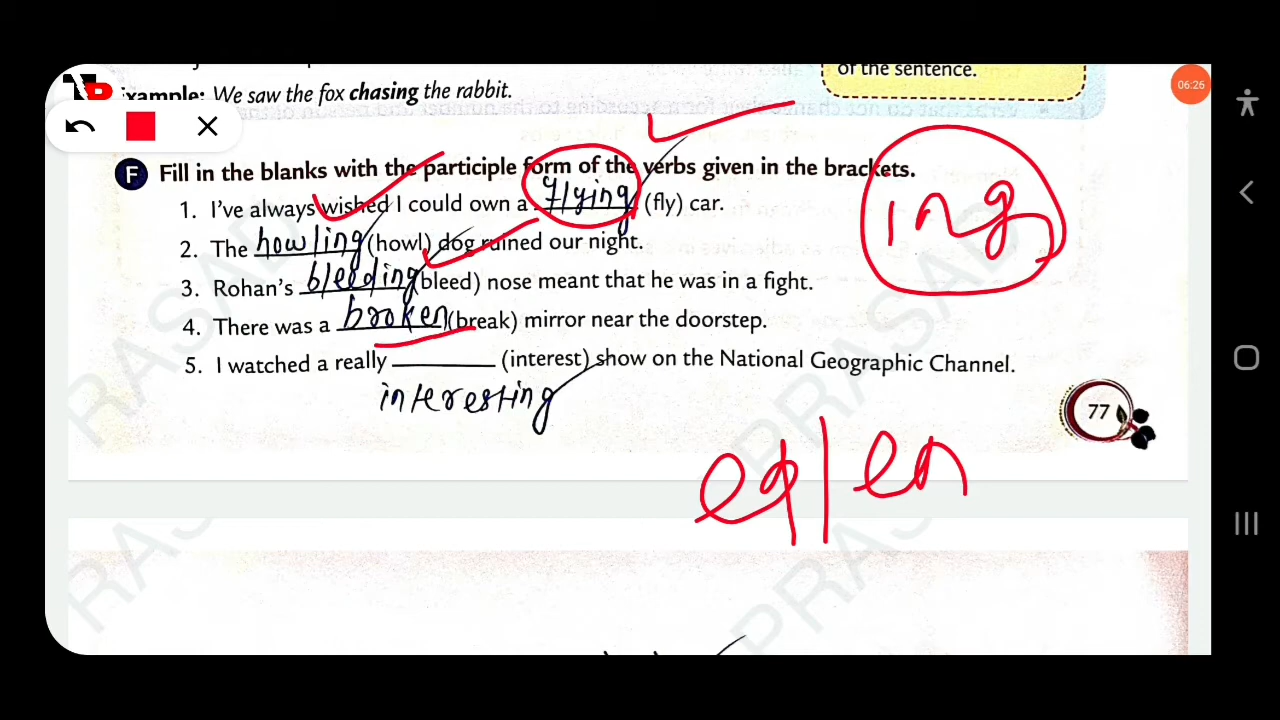 of the sentence.
Example: We saw the fox chasing the rabbit.
06:26
F Fill in the blanks with the participle form of the verbs given in the brackets.
1. I've always wished I could own a flying (fly) car.
2. The howling (howl) dog ruined our night.
3. Rohan's bleeding (bleed) nose meant that he was in a fight.
4. There was a broken (break) mirror near the doorstep.
5. I watched a really ________ (interest) show on the National Geographic Channel.
interesting
ing
ed/en
77
PRASAD
PRASAD